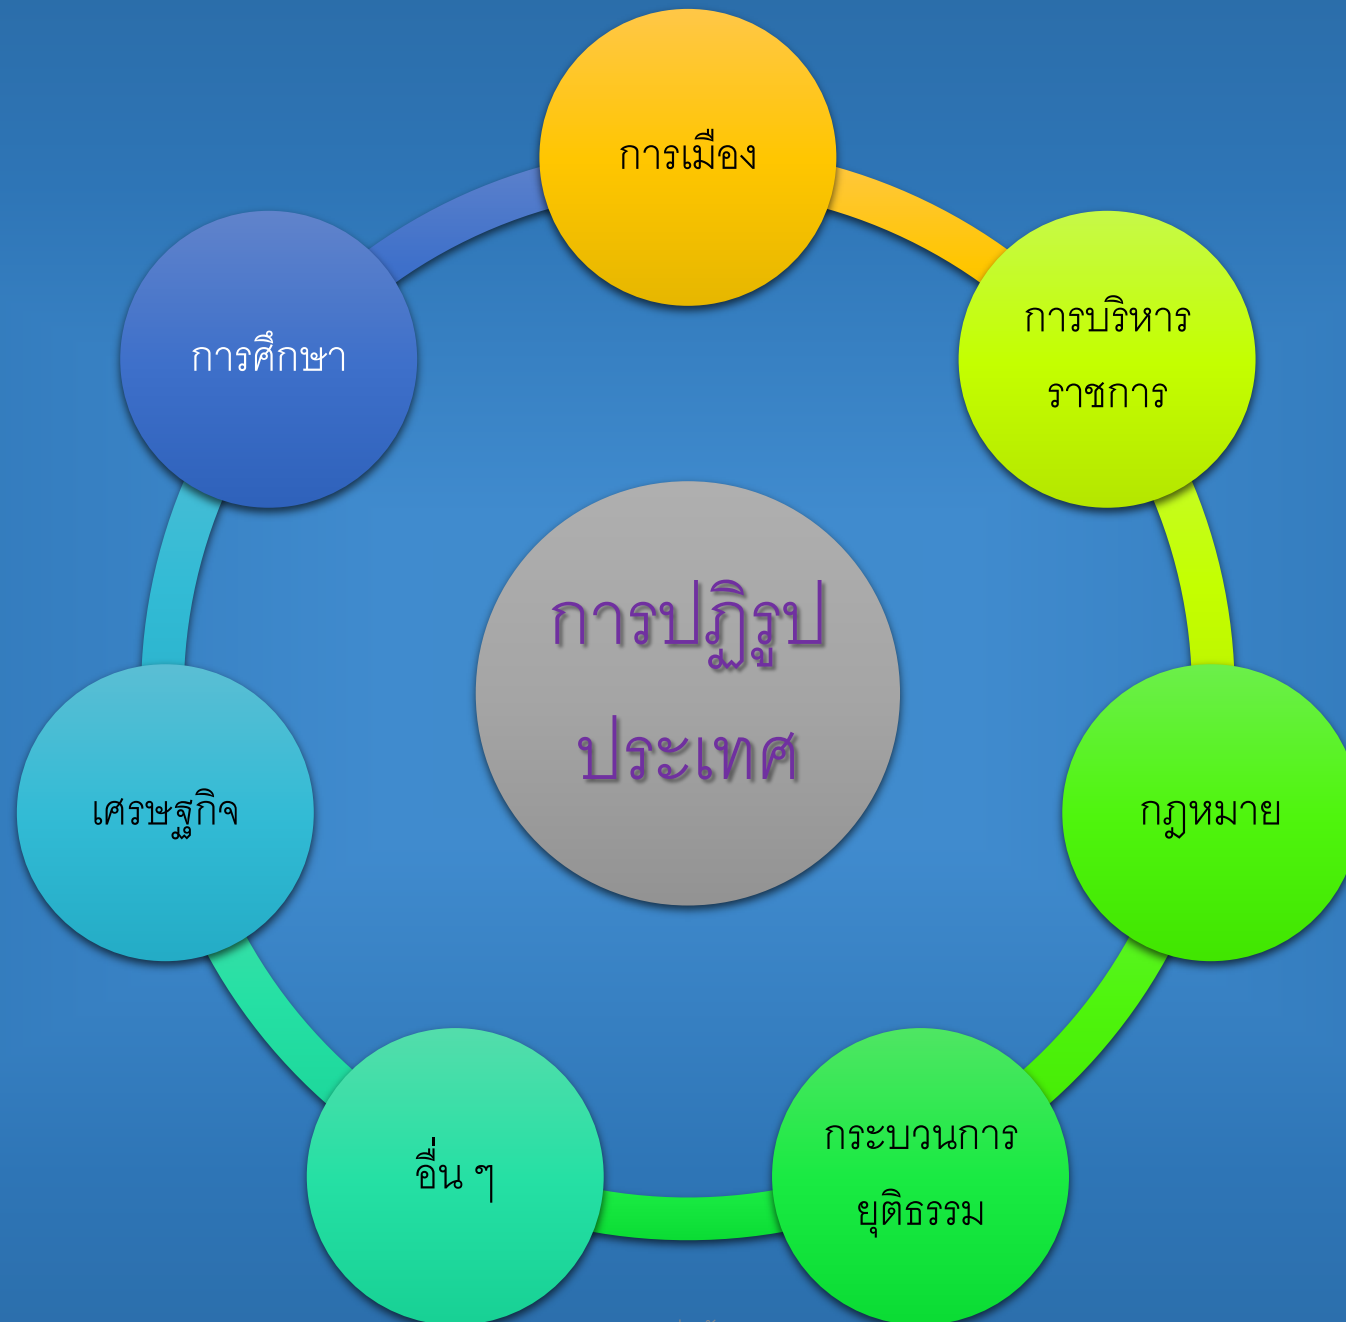 การเมือง
การบริหาร
ราชการ
กฎหมาย
กระบวนการ
ยุติธรรม
อื่น ๆ
เศรษฐกิจ
การศึกษา
การปฏิรูป
ประเทศ